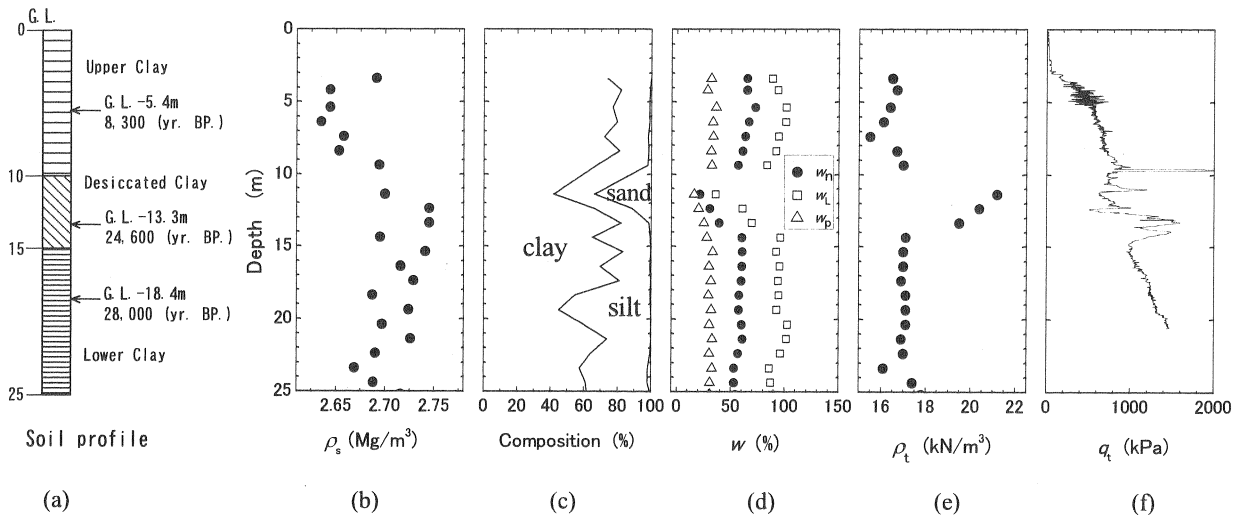 G. L.
0
10
15
25
Upper Clay
G. L. -5.4m
8,300 (yr. BP.)
Desiccated Clay
G. L. -13.3m
24,600 (yr. BP.)
G. L. -18.4m
28,000 (yr. BP.)
Lower Clay
Soil profile
(a)
Depth (m)
0
5
10
15
20
25
2.65 2.70 2.75
ρs (Mg/m³)
(b)
clay
sand
silt
0 20 40 60 80 100
Composition (%)
(c)
wn
wL
wp
0 50 100 150
w (%)
(d)
16 18 20 22
ρt (kN/m³)
(e)
0 1000 2000
qt (kPa)
(f)